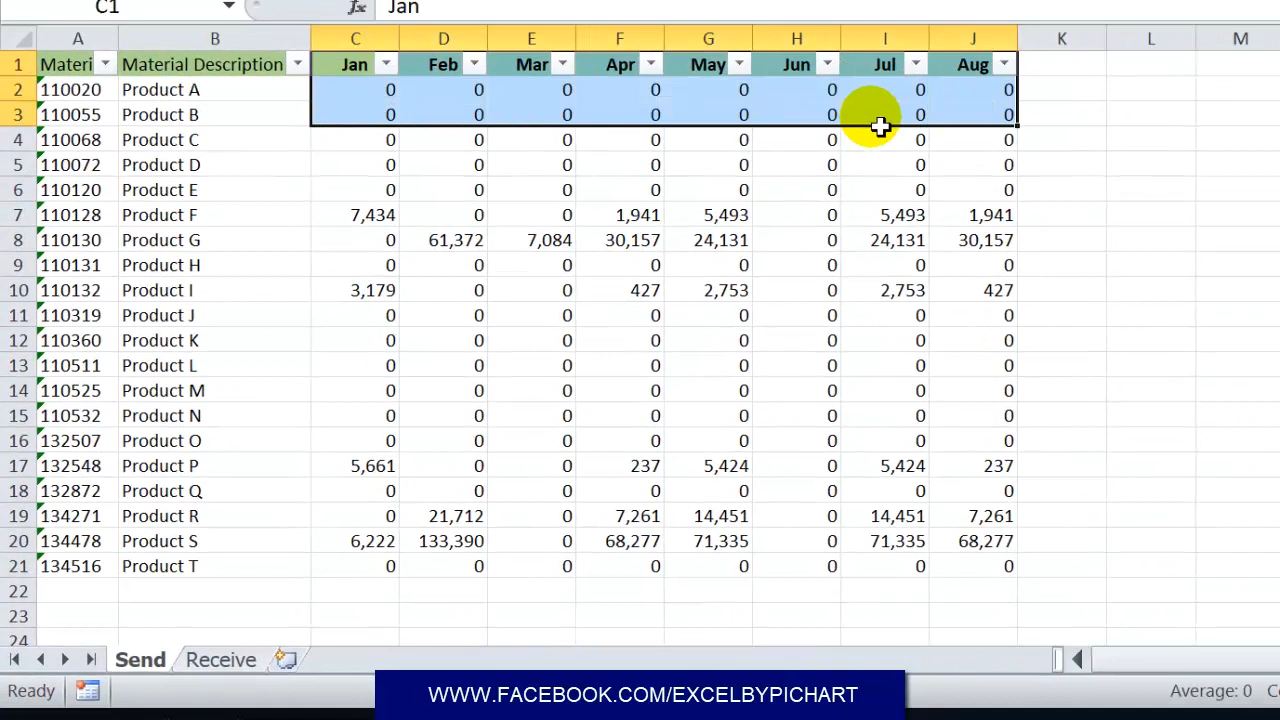 C1 fx Jan
A B C D E F G H I J K L M
1 Materi Material Description Jan Feb Mar Apr May Jun Jul Aug
2 110020 Product A 0 0 0 0 0 0 0 0
3 110055 Product B 0 0 0 0 0 0 0 0
4 110068 Product C 0 0 0 0 0 0 0 0
5 110072 Product D 0 0 0 0 0 0 0 0
6 110120 Product E 0 0 0 0 0 0 0 0
7 110128 Product F 7,434 0 0 1,941 5,493 0 5,493 1,941
8 110130 Product G 0 61,372 7,084 30,157 24,131 0 24,131 30,157
9 110131 Product H 0 0 0 0 0 0 0 0
10 110132 Product I 3,179 0 0 427 2,753 0 2,753 427
11 110319 Product J 0 0 0 0 0 0 0 0
12 110360 Product K 0 0 0 0 0 0 0 0
13 110511 Product L 0 0 0 0 0 0 0 0
14 110525 Product M 0 0 0 0 0 0 0 0
15 110532 Product N 0 0 0 0 0 0 0 0
16 132507 Product O 0 0 0 0 0 0 0 0
17 132548 Product P 5,661 0 0 237 5,424 0 5,424 237
18 132872 Product Q 0 0 0 0 0 0 0 0
19 134271 Product R 0 21,712 0 7,261 14,451 0 14,451 7,261
20 134478 Product S 6,222 133,390 0 68,277 71,335 0 71,335 68,277
21 134516 Product T 0 0 0 0 0 0 0 0
22
23
24
Send Receive
Ready Average: 0
WWW.FACEBOOK.COM/EXCELBYPICHART